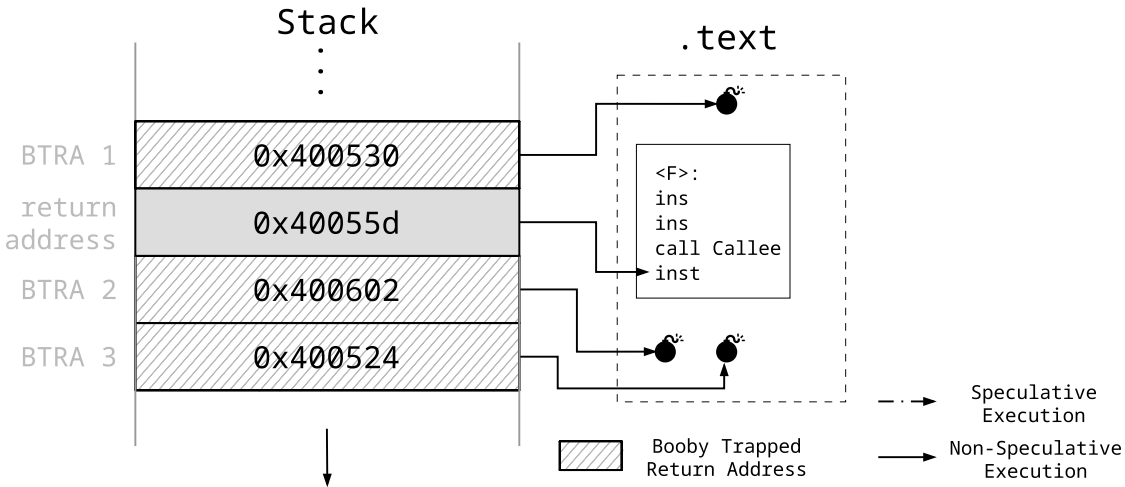 Stack
.text
BTRA 1
0x400530
return
address
0x40055d
BTRA 2
0x400602
BTRA 3
0x400524
<F>:
ins
ins
call Callee
inst
Speculative
Execution
Booby Trapped
Return Address
Non-Speculative
Execution